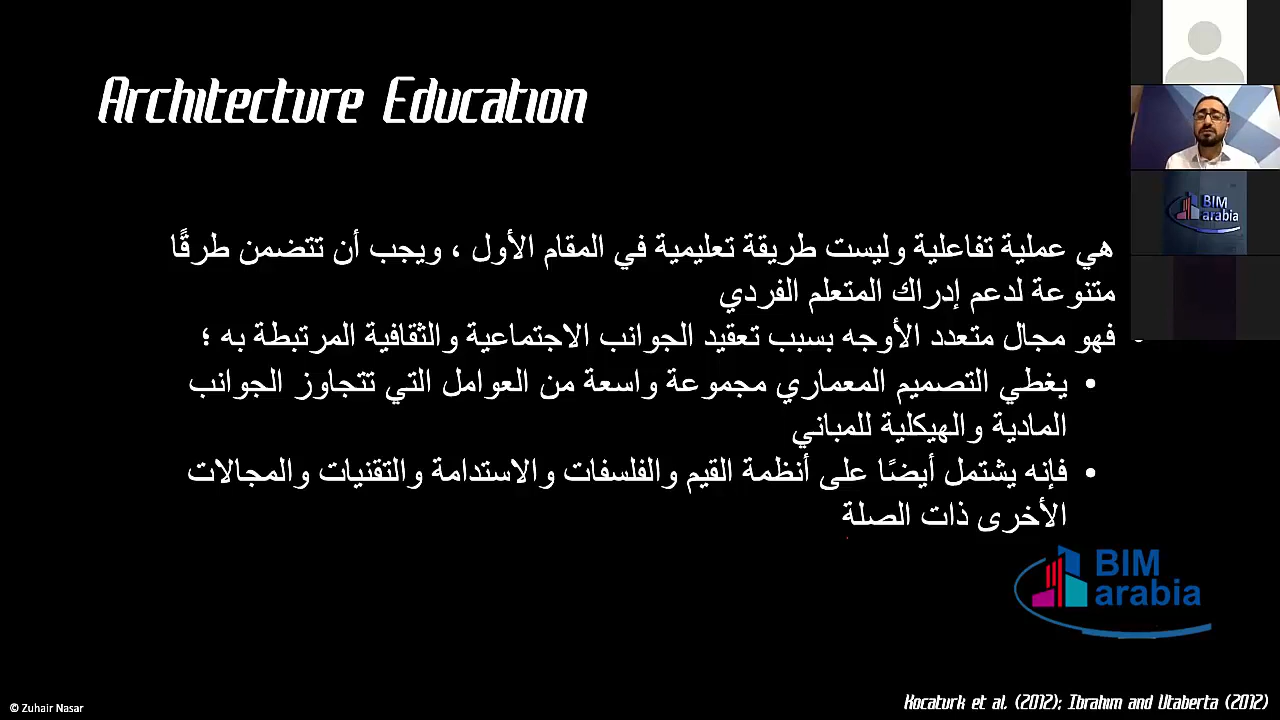 Architecture Education
هي عملية تفاعلية وليست طريقة تعليمية في المقام الأول ، ويجب أن تتضمن طرقًا
متنوعة لدعم إدراك المتعلم الفردي
فهو مجال متعدد الأوجه بسبب تعقيد الجوانب الاجتماعية والثقافية المرتبطة به ؛
• يغطي التصميم المعماري مجموعة واسعة من العوامل التي تتجاوز الجوانب
المادية والهيكلية للمباني
• فإنه يشتمل أيضًا على أنظمة القيم والفلسفات والاستدامة والتقنيات والمجالات
الأخرى ذات الصلة
BIM
arabia
BIM
arabia
Kocaturk et al. (2012); Ibrahim and Utaberta (2012)
© Zuhair Nasar